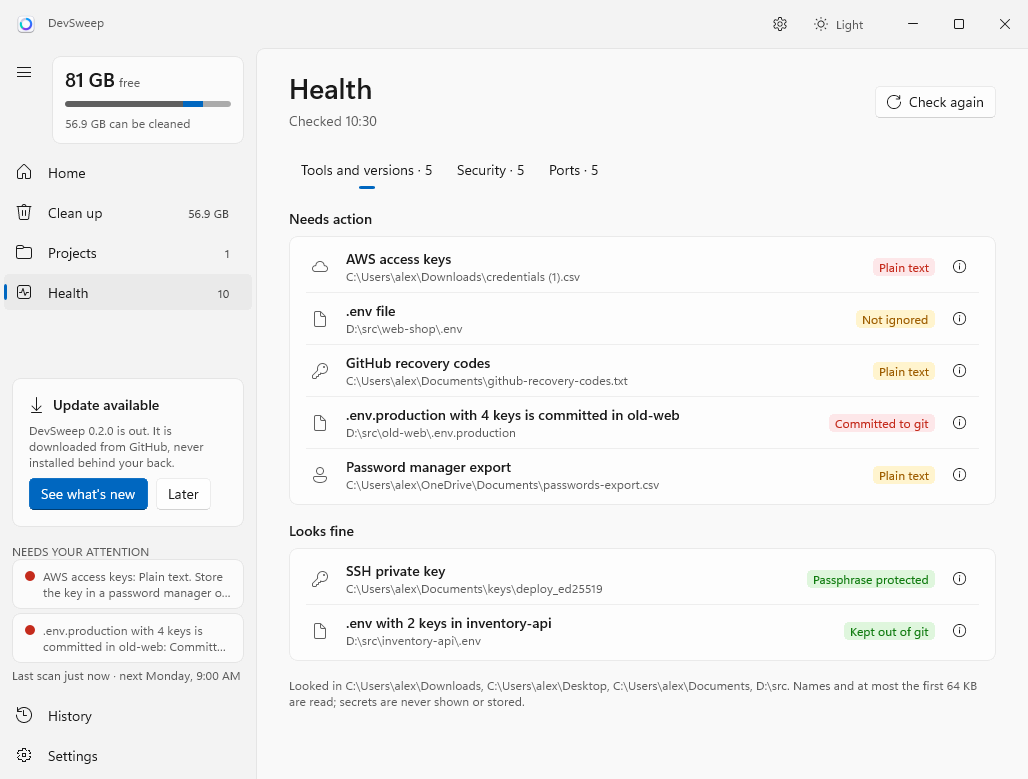 DevSweep
Light
81 GB free
56.9 GB can be cleaned
Home
Clean up 56.9 GB
Projects 1
Health 10
Update available
DevSweep 0.2.0 is out. It is
downloaded from GitHub, never
installed behind your back.
See what's new Later
NEEDS YOUR ATTENTION
AWS access keys: Plain text. Store
the key in a password manager o...
.env.production with 4 keys is
committed in old-web: Committ...
Last scan just now · next Monday, 9:00 AM
History
Settings
Health
Checked 10:30
Check again
Tools and versions · 5 Security · 5 Ports · 5
Needs action
AWS access keys
C:\Users\alex\Downloads\credentials (1).csv
Plain text
.env file
D:\src\web-shop\.env
Not ignored
GitHub recovery codes
C:\Users\alex\Documents\github-recovery-codes.txt
Plain text
.env.production with 4 keys is committed in old-web
D:\src\old-web\.env.production
Committed to git
Password manager export
C:\Users\alex\OneDrive\Documents\passwords-export.csv
Plain text
Looks fine
SSH private key
C:\Users\alex\Documents\keys\deploy_ed25519
Passphrase protected
.env with 2 keys in inventory-api
D:\src\inventory-api\.env
Kept out of git
Looked in C:\Users\alex\Downloads, C:\Users\alex\Desktop, C:\Users\alex\Documents, D:\src. Names and at most the first 64 KB
are read; secrets are never shown or stored.